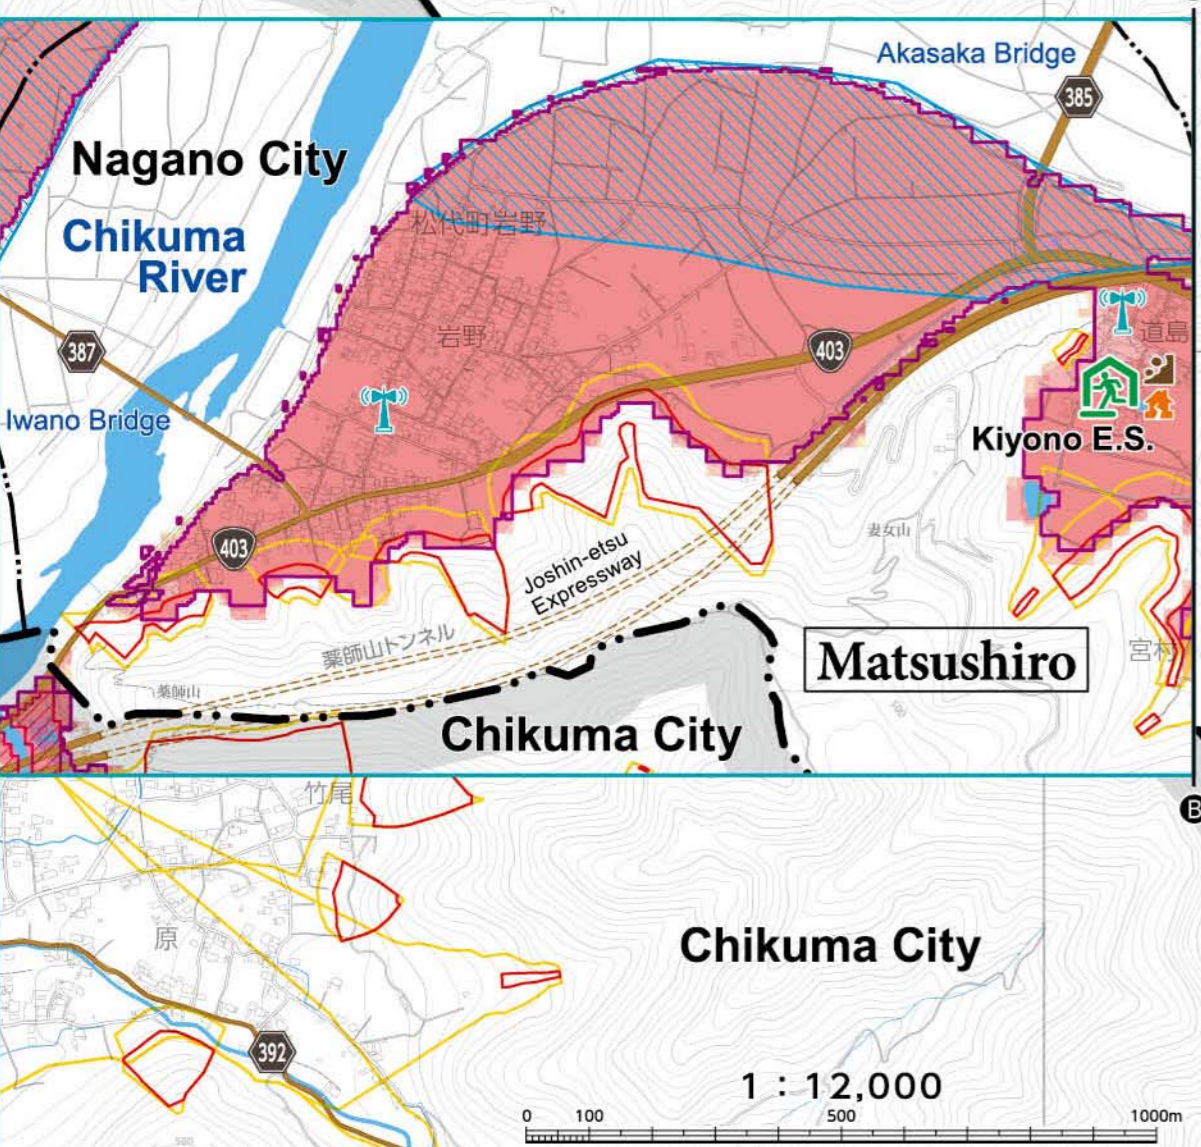 Akasaka Bridge
385
Nagano City
松代町岩野
Chikuma
River
岩野
道島
387
403
Iwano Bridge
Kiyono E.S.
妻女山
403
Joshin-etsu
Expressway
薬師山トンネル
宮村
Matsushiro
薬師山
Chikuma City
竹尾
B
原
Chikuma City
392
1 : 12,000
0 100 500 1000m